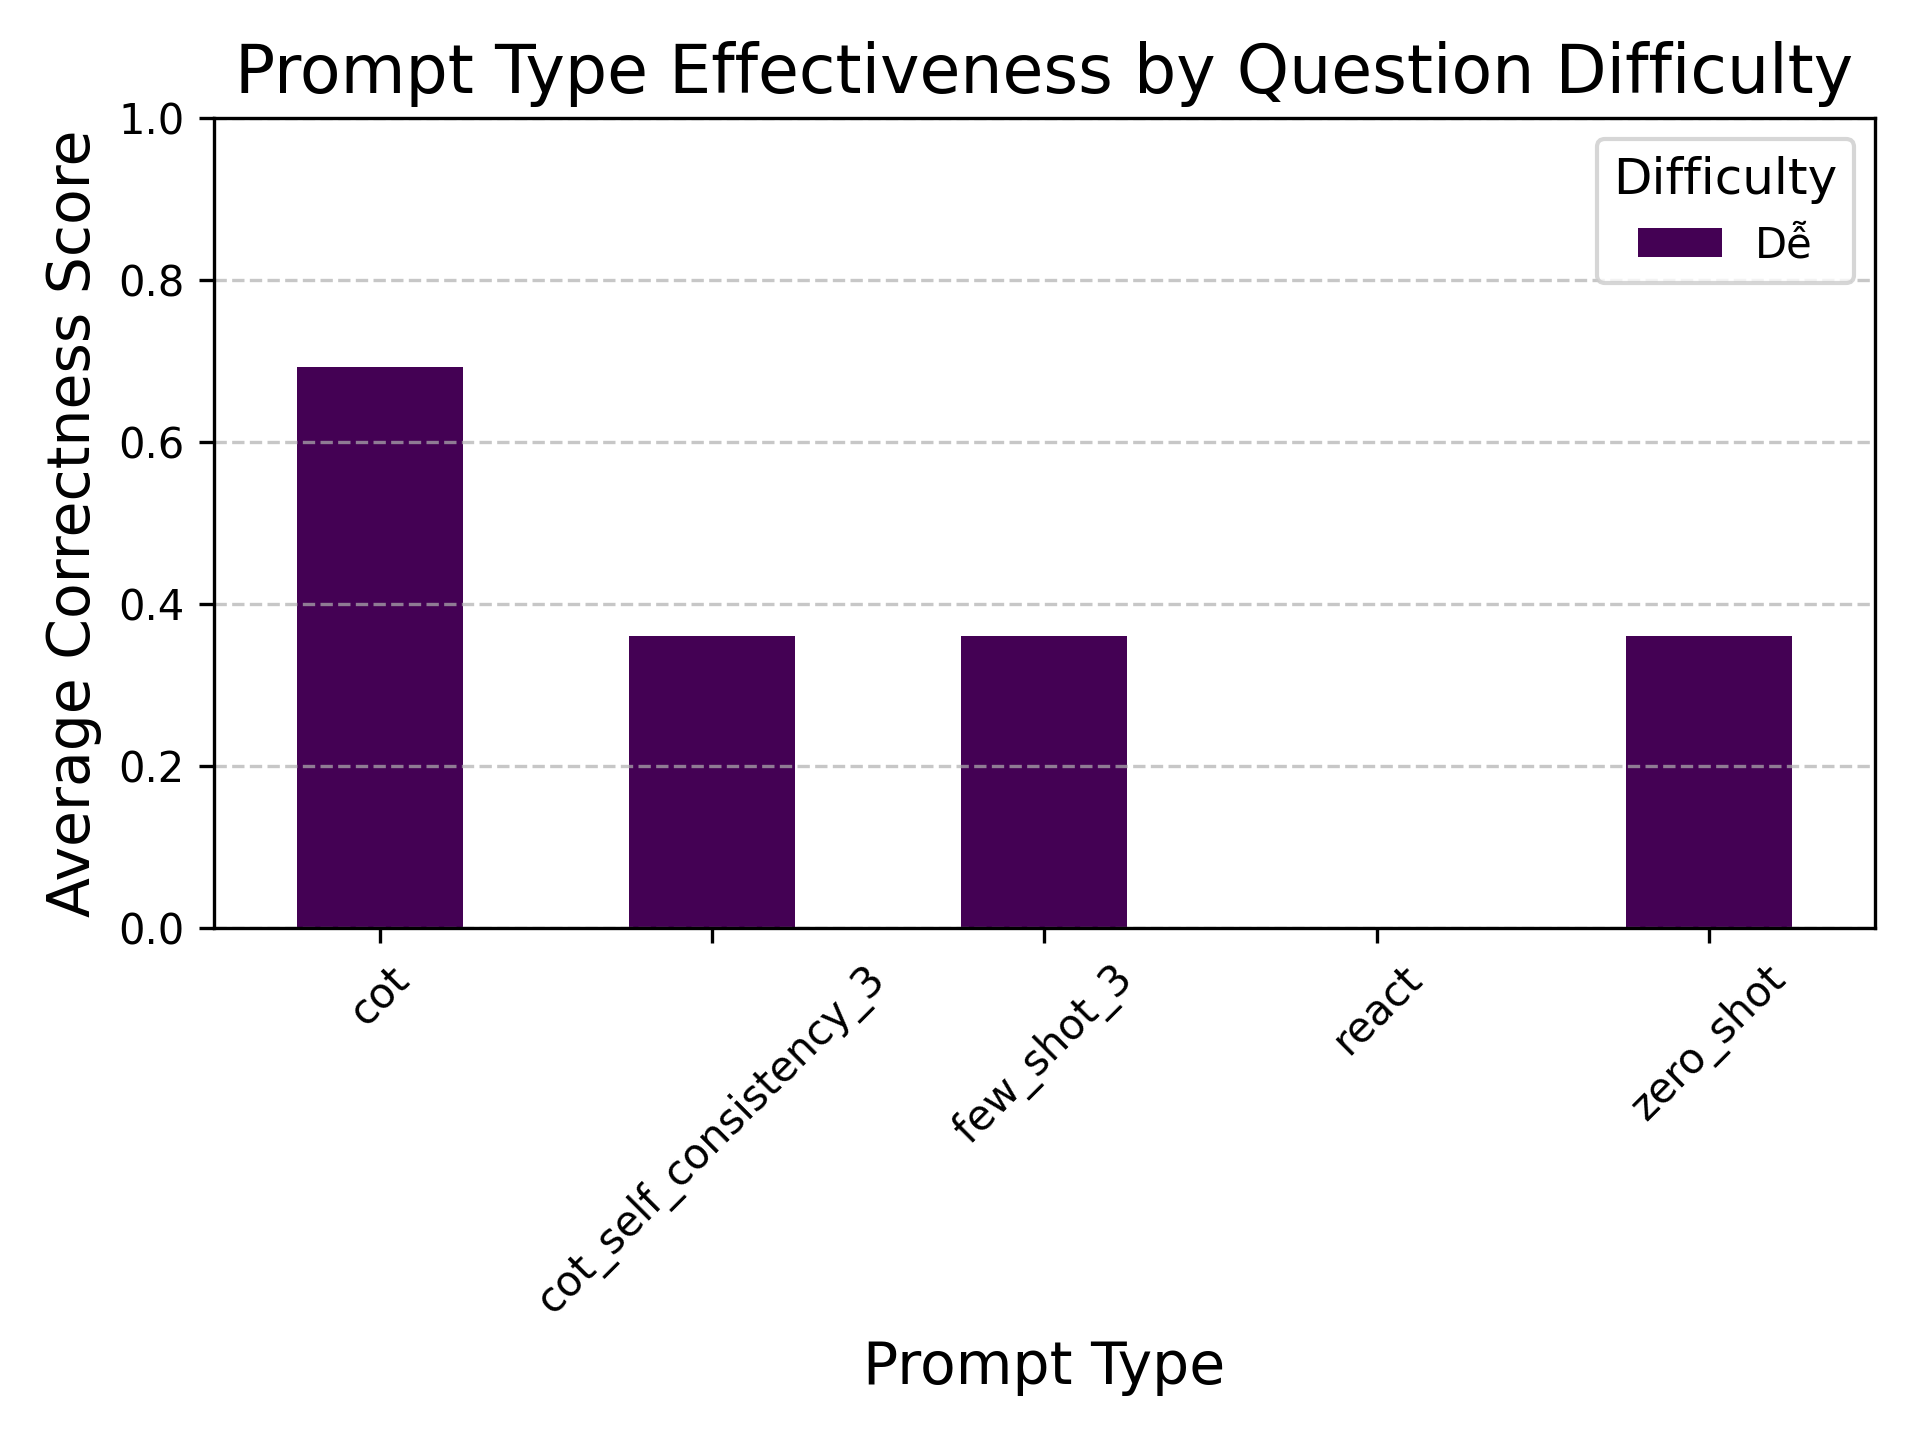 Prompt Type Effectiveness by Question Difficulty
Average Correctness Score
1.0
0.8
0.6
0.4
0.2
0.0
Difficulty
Dễ
cot
cot_self_consistency_3
few_shot_3
react
zero_shot
Prompt Type